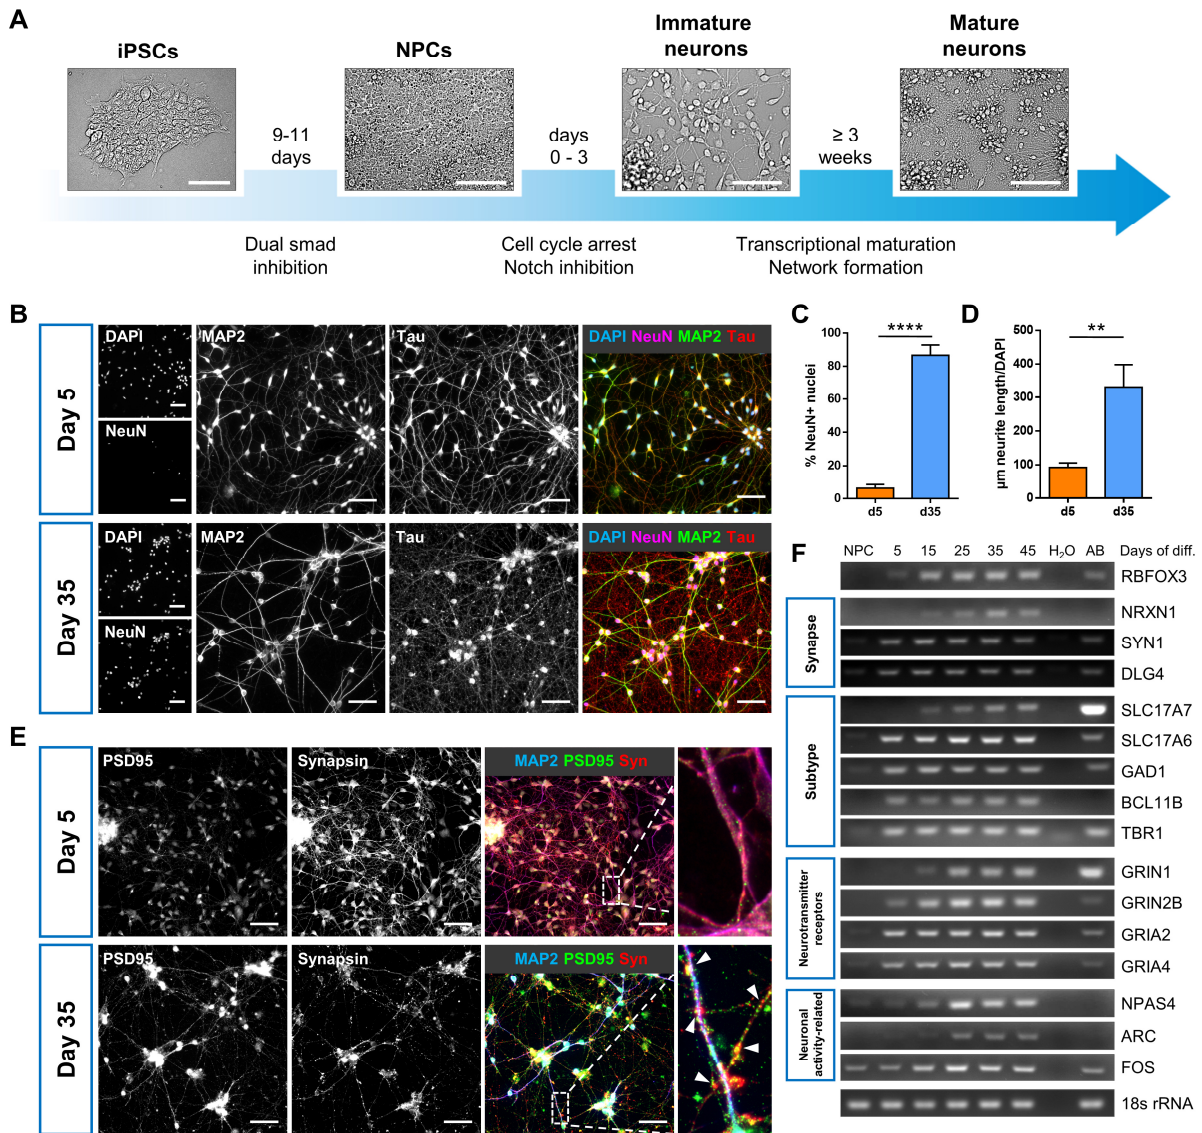 A
iPSCs
NPCs
Immature
neurons
Mature
neurons
9-11
days
days
0 - 3
≥ 3
weeks
Dual smad
inhibition
Cell cycle arrest
Notch inhibition
Transcriptional maturation
Network formation
B
Day 5
DAPI
NeuN
MAP2
Tau
DAPI NeuN MAP2 Tau
Day 35
DAPI
NeuN
MAP2
Tau
DAPI NeuN MAP2 Tau
C
% NeuN+ nuclei
100
80
60
40
20
0
****
d5
d35
D
µm neurite length/DAPI
500
400
300
200
100
0
**
d5
d35
E
Day 5
PSD95
Synapsin
MAP2 PSD95 Syn
Day 35
PSD95
Synapsin
MAP2 PSD95 Syn
F
NPC 5 15 25 35 45 H₂O AB Days of diff.
RBFOX3
Synapse
NRXN1
SYN1
DLG4
Subtype
SLC17A7
SLC17A6
GAD1
BCL11B
TBR1
Neurotransmitter
receptors
GRIN1
GRIN2B
GRIA2
GRIA4
Neuronal
activity-related
NPAS4
ARC
FOS
18s rRNA